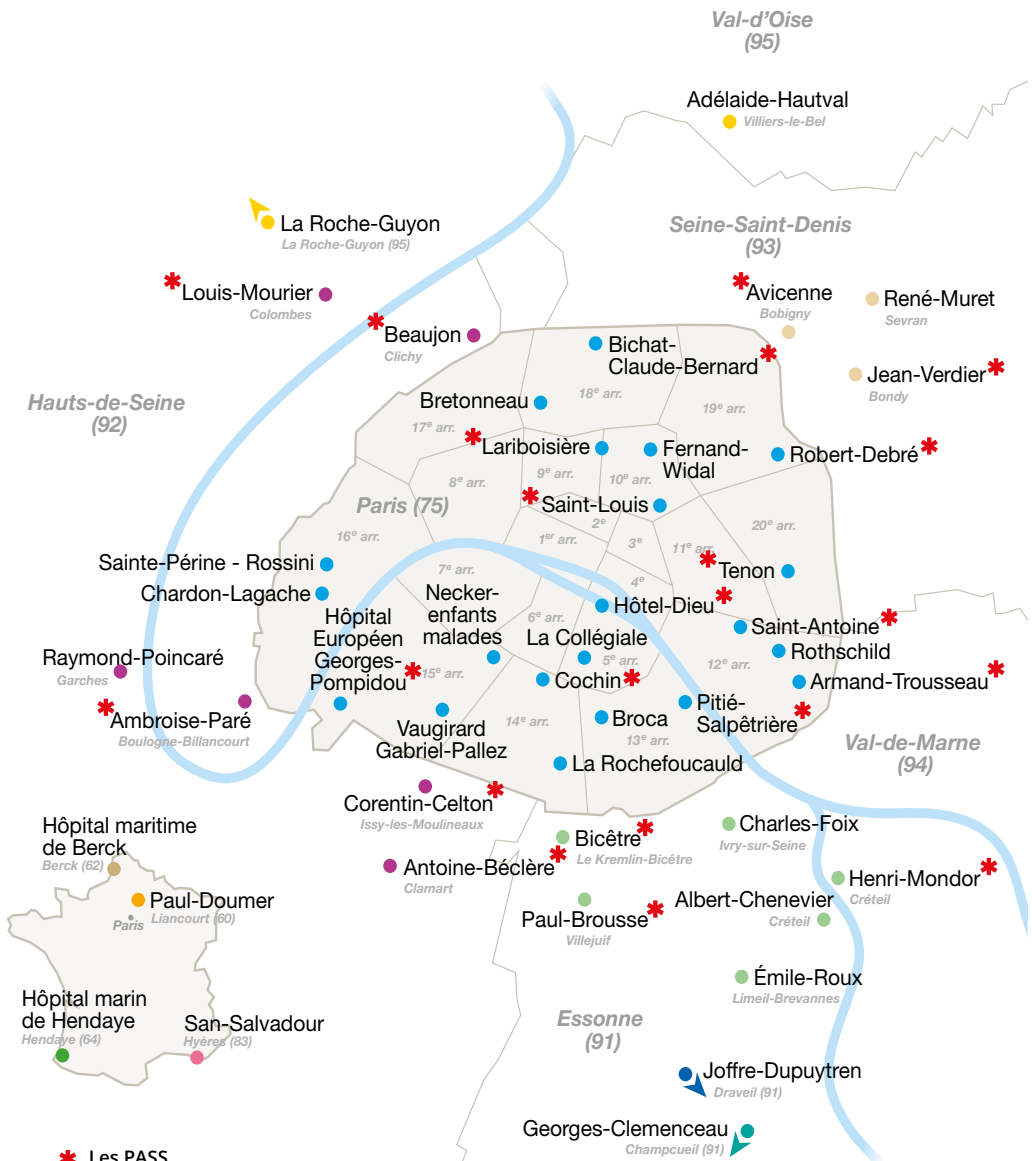 Val-d'Oise
(95)
Adélaide-Hautval
Villiers-le-Bel
La Roche-Guyon
La Roche-Guyon (95)
Seine-Saint-Denis
(93)
Louis-Mourier
Colombes
Avicenne
Bobigny
René-Muret
Sevran
Beaujon
Clichy
Bichat-
Claude-Bernard
18e arr.
Jean-Verdier
Bondy
Hauts-de-Seine
(92)
Bretonneau
17e arr.
19e arr.
Lariboisière
Fernand-
Widal
Robert-Debré
8e arr.
9e arr.
10e arr.
Paris (75)
Saint-Louis
16e arr.
1er arr.
2e
3e
11e arr.
20e arr.
Sainte-Périne - Rossini
7e arr.
Tenon
Chardon-Lagache
4e
Necker-
enfants
malades
Hôtel-Dieu
6e arr.
Hôpital
Européen
Georges-
Pompidou
La Collégiale
Saint-Antoine
Rothschild
5e arr.
12e arr.
Raymond-Poincaré
Garches
15e arr.
Cochin
Armand-Trousseau
Ambroise-Paré
Boulogne-Billancourt
Vaugirard
Gabriel-Pallez
14e arr.
Broca
13e arr.
Pitié-
Salpêtrière
Val-de-Marne
(94)
La Rochefoucauld
Corentin-Celton
Issy-les-Moulineaux
Bicêtre
Le Kremlin-Bicêtre
Charles-Foix
Ivry-sur-Seine
Hôpital maritime
de Berck
Berck (62)
Antoine-Béclère
Clamart
Henri-Mondor
Créteil
Paul-Doumer
Liancourt (60)
Paris
Paul-Brousse
Villejuif
Albert-Chenevier
Créteil
Émile-Roux
Limeil-Brevannes
Hôpital marin
de Hendaye
Hendaye (64)
San-Salvadour
Hyères (83)
Essonne
(91)
Joffre-Dupuytren
Draveil (91)
Georges-Clemenceau
Champcueil (91)
Les PASS